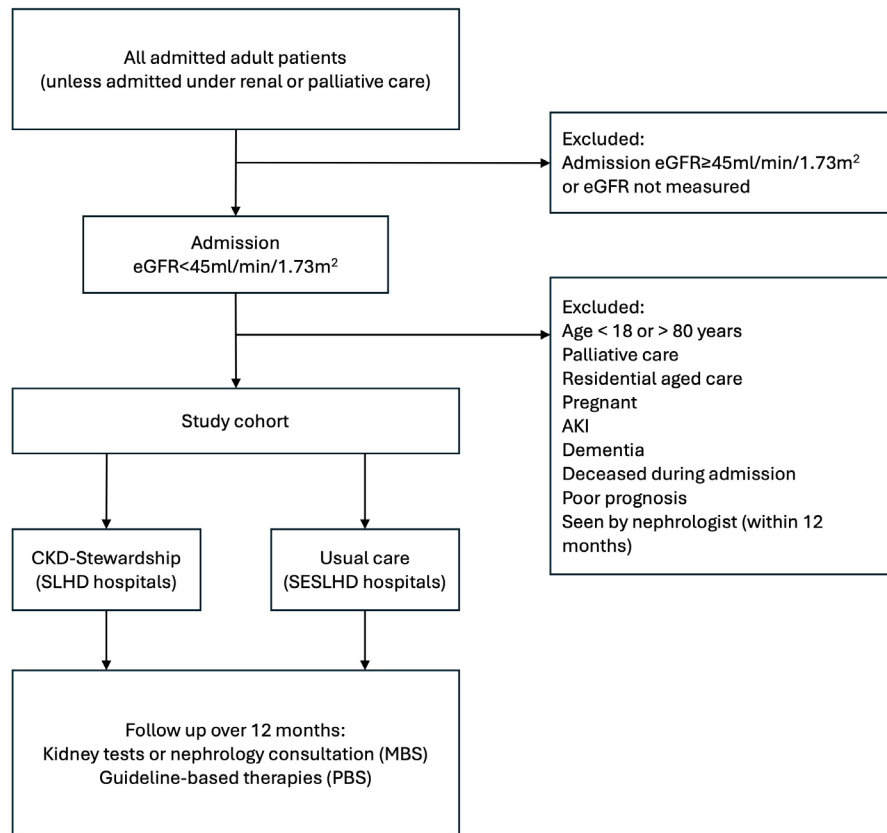 All admitted adult patients
(unless admitted under renal or palliative care)
Excluded:
Admission eGFR≥45ml/min/1.73m²
or eGFR not measured
Admission
eGFR<45ml/min/1.73m²
Excluded:
Age < 18 or > 80 years
Palliative care
Residential aged care
Pregnant
AKI
Dementia
Deceased during admission
Poor prognosis
Seen by nephrologist (within 12
months)
Study cohort
CKD-Stewardship
(SLHD hospitals)
Usual care
(SESLHD hospitals)
Follow up over 12 months:
Kidney tests or nephrology consultation (MBS)
Guideline-based therapies (PBS)